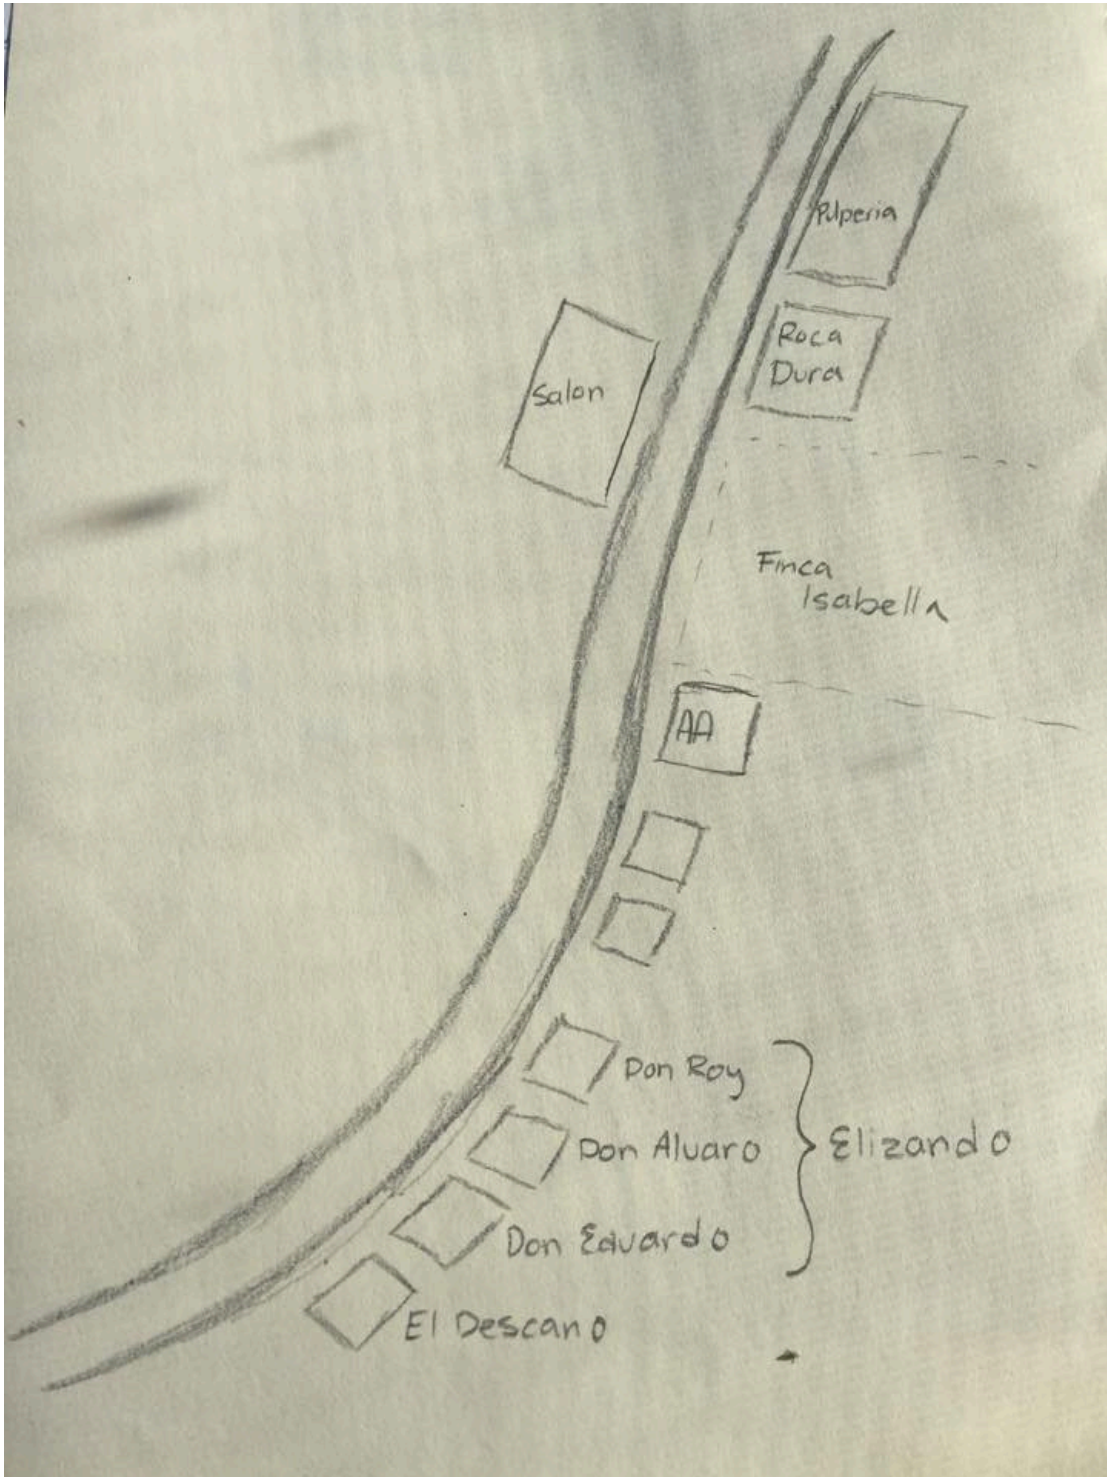 Pulperia
Roca
Dura
Salon
Finca
Isabella
AA
Don Roy
Don Alvaro
Elizando
Don Eduardo
El Descano